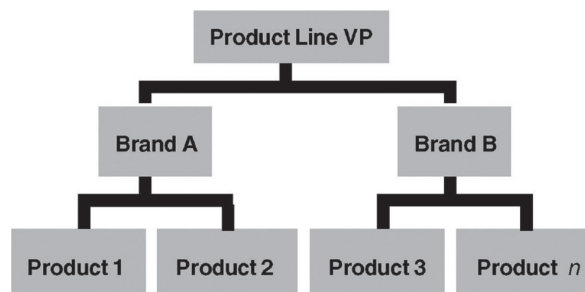 Product Line VP
Brand A
Brand B
Product 1
Product 2
Product 3
Product n